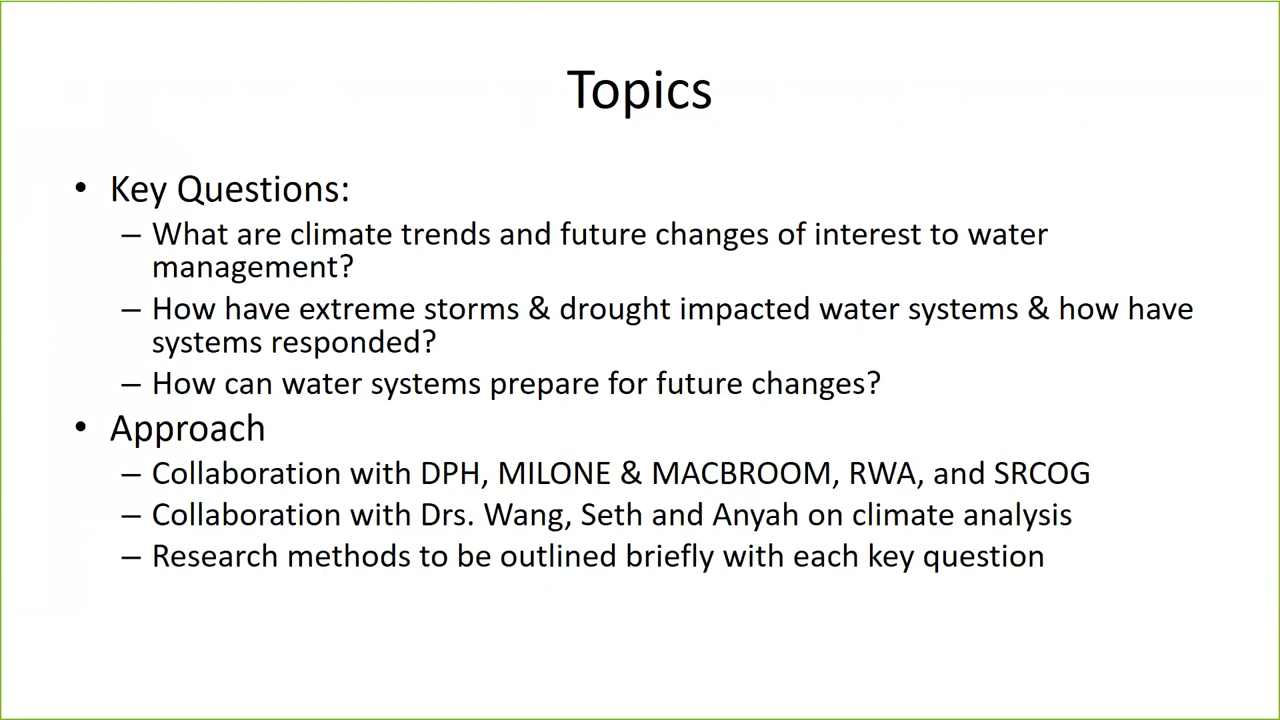 Topics
• Key Questions:
– What are climate trends and future changes of interest to water
management?
– How have extreme storms & drought impacted water systems & how have
systems responded?
– How can water systems prepare for future changes?
• Approach
– Collaboration with DPH, MILONE & MACBROOM, RWA, and SRCOG
– Collaboration with Drs. Wang, Seth and Anyah on climate analysis
– Research methods to be outlined briefly with each key question